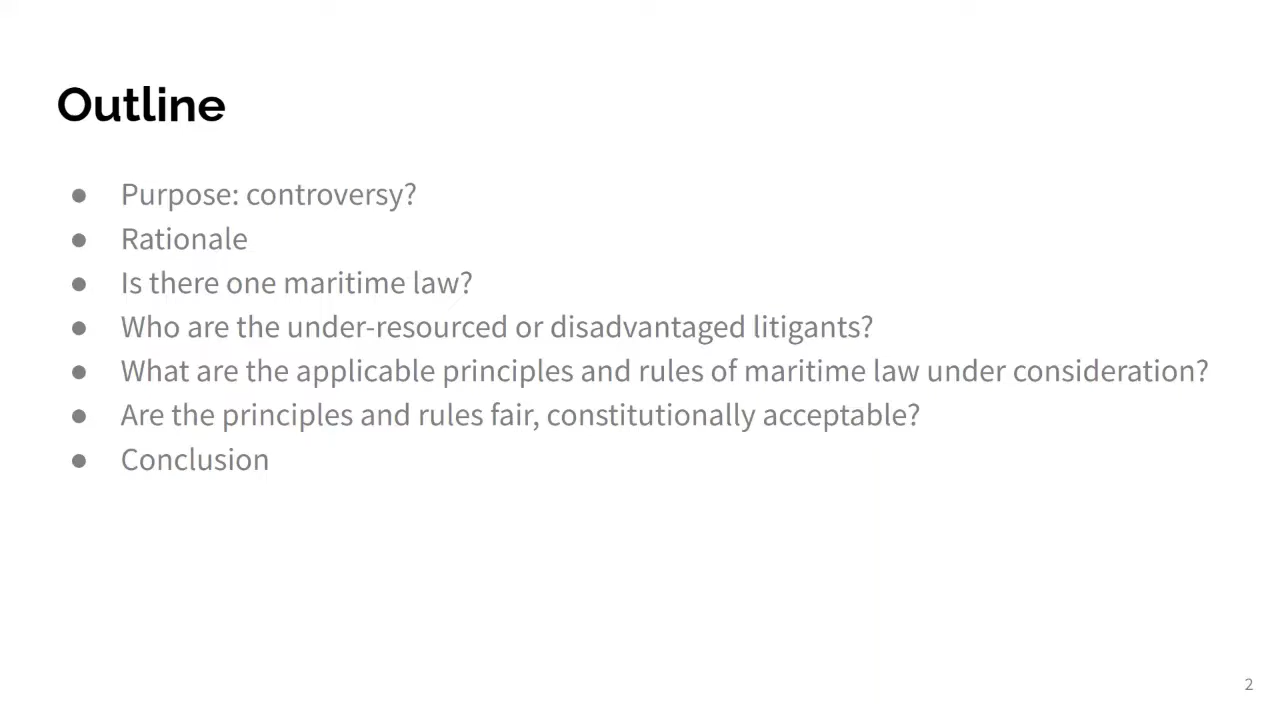 Outline
● Purpose: controversy?
● Rationale
● Is there one maritime law?
● Who are the under-resourced or disadvantaged litigants?
● What are the applicable principles and rules of maritime law under consideration?
● Are the principles and rules fair, constitutionally acceptable?
● Conclusion
2